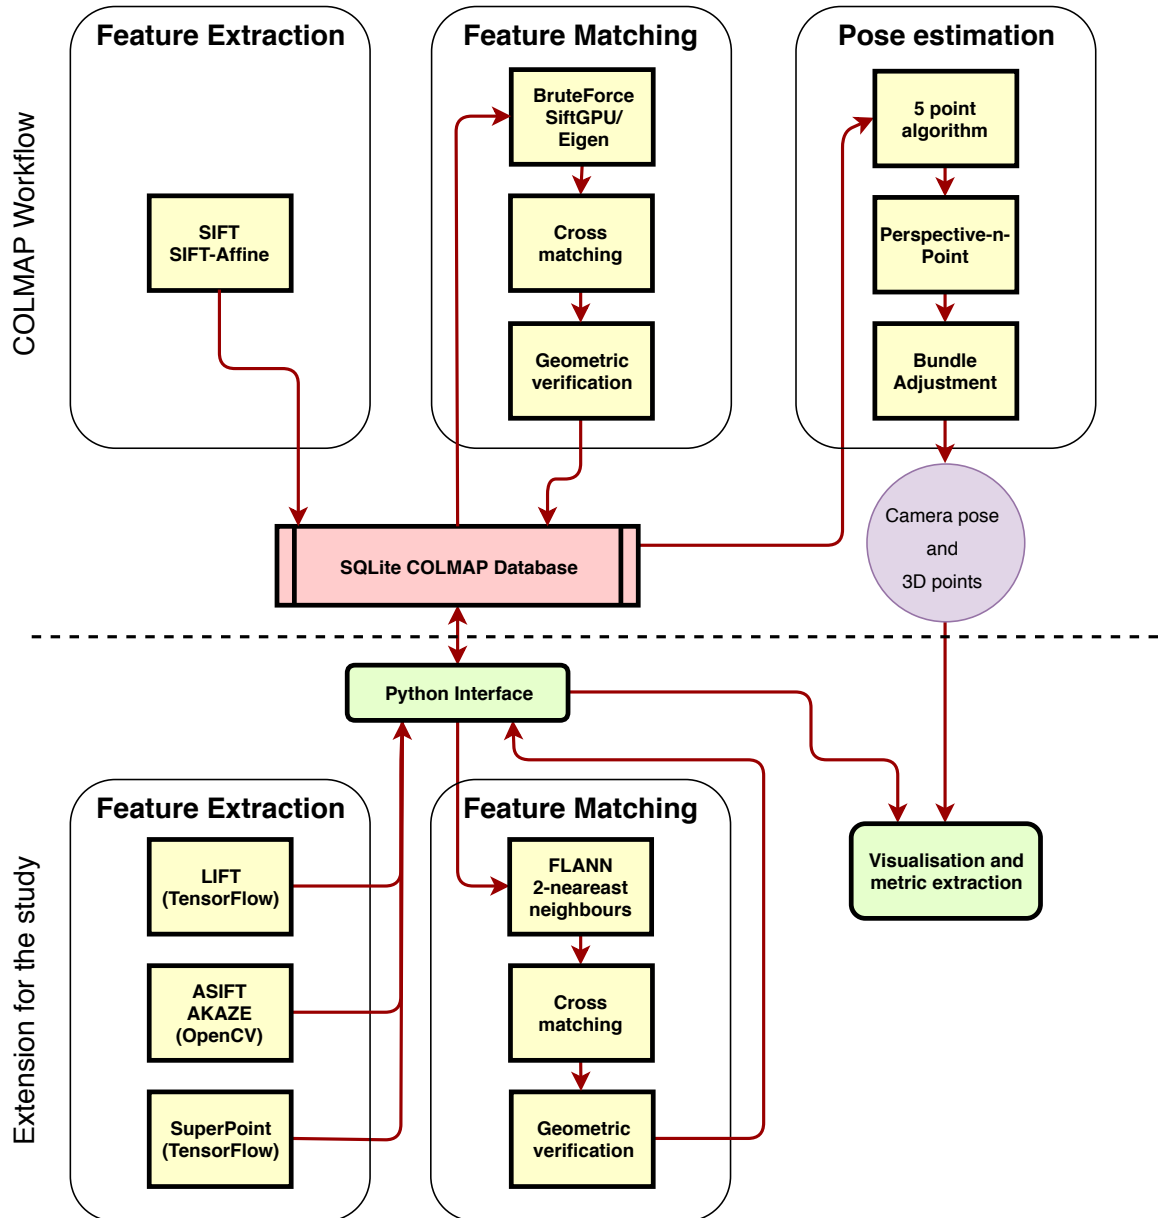 COLMAP Workflow
Feature Extraction
SIFT
SIFT-Affine
Feature Matching
BruteForce
SiftGPU/
Eigen
Cross
matching
Geometric
verification
Pose estimation
5 point
algorithm
Perspective-n-
Point
Bundle
Adjustment
Camera pose
and
3D points
SQLite COLMAP Database
Python Interface
Extension for the study
Feature Extraction
LIFT
(TensorFlow)
ASIFT
AKAZE
(OpenCV)
SuperPoint
(TensorFlow)
Feature Matching
FLANN
2-neareast
neighbours
Cross
matching
Geometric
verification
Visualisation and
metric extraction